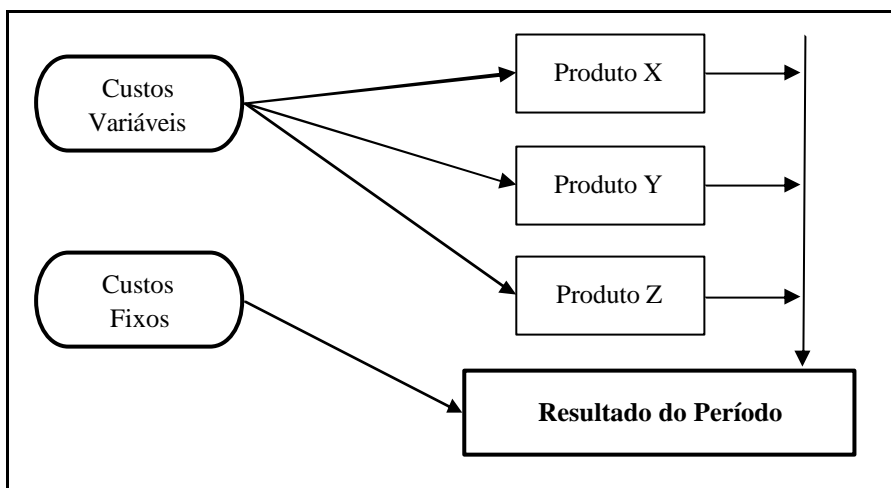 Custos
Variáveis
Produto X
Produto Y
Produto Z
Custos
Fixos
Resultado do Período